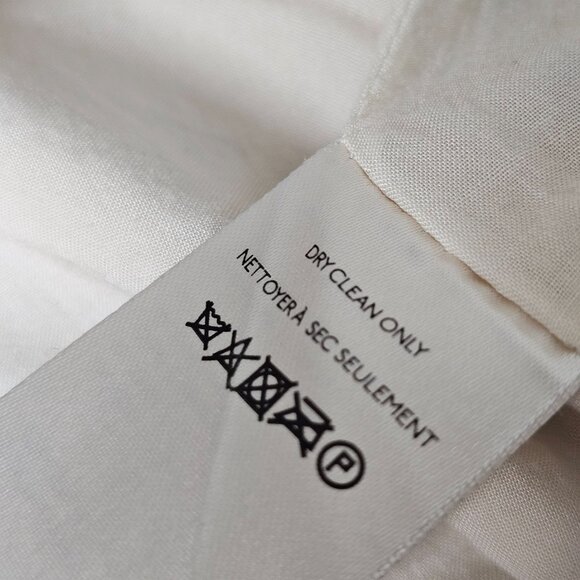 DRY CLEAN ONLY
NETTOYER À SEC SEULEMENT
P